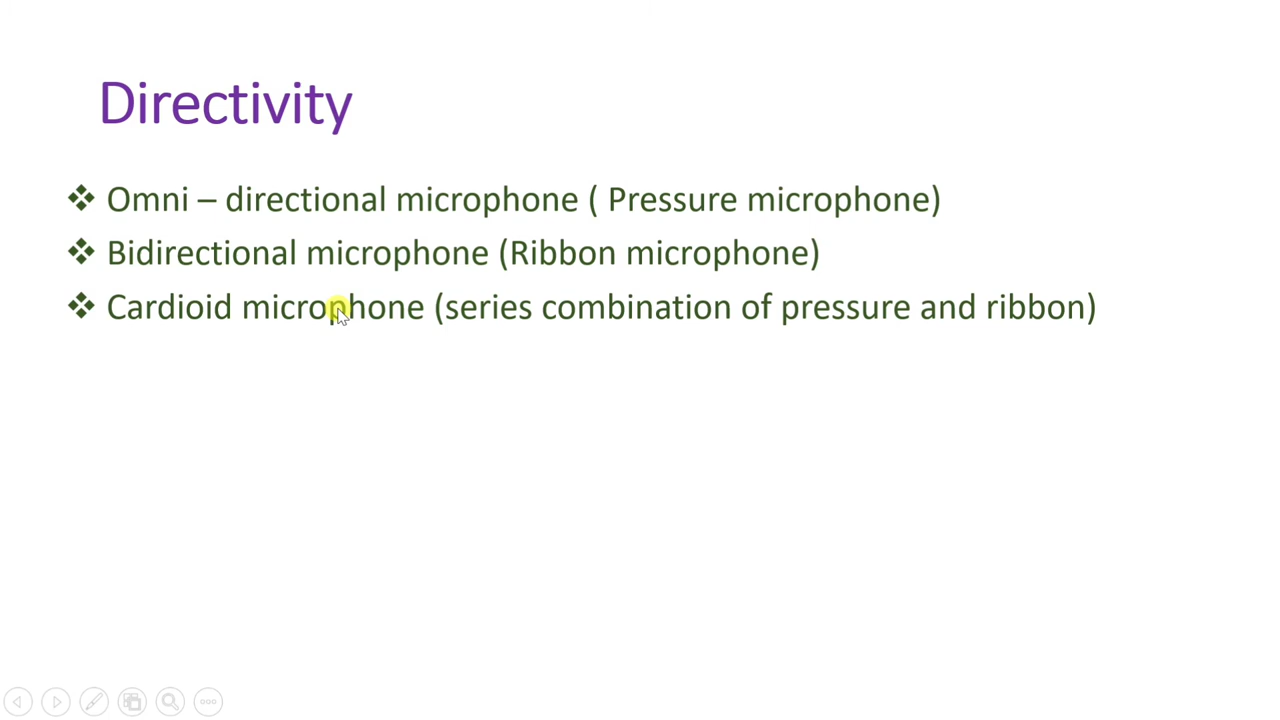 Directivity
❖ Omni – directional microphone ( Pressure microphone)
❖ Bidirectional microphone (Ribbon microphone)
❖ Cardioid microphone (series combination of pressure and ribbon)